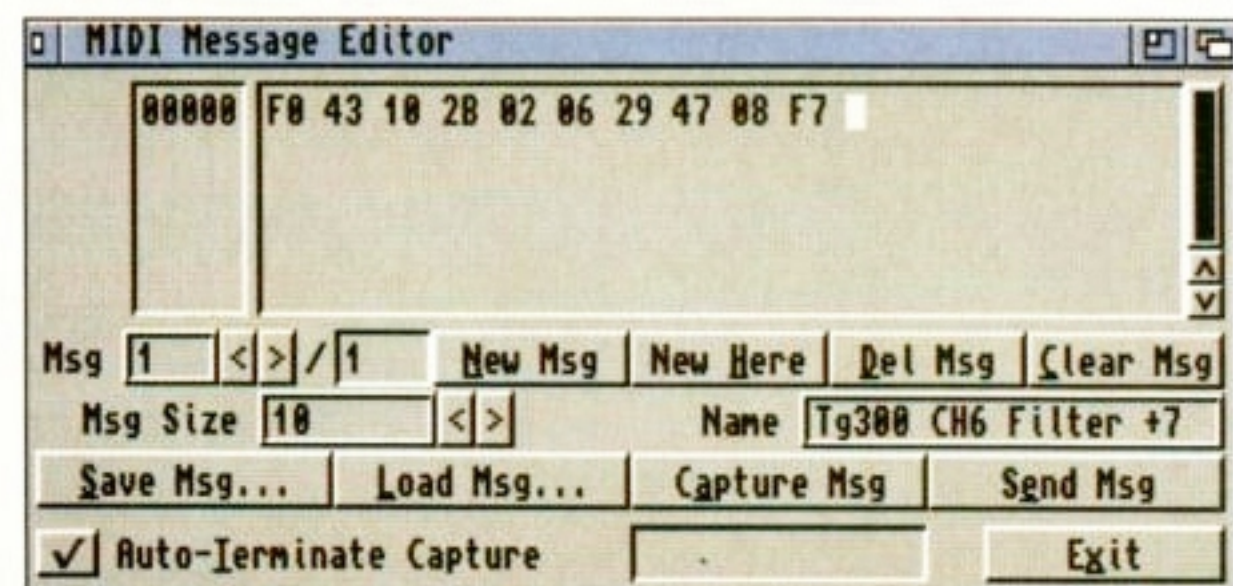 MIDI Message Editor
00000 F0 43 10 2B 02 06 29 47 08 F7
Msg 1 < > / 1 New Msg New Here Del Msg Clear Msg
Msg Size 10 < > Name Tg300 CH6 Filter +7
Save Msg... Load Msg... Capture Msg Send Msg
✓ Auto-Terminate Capture Exit